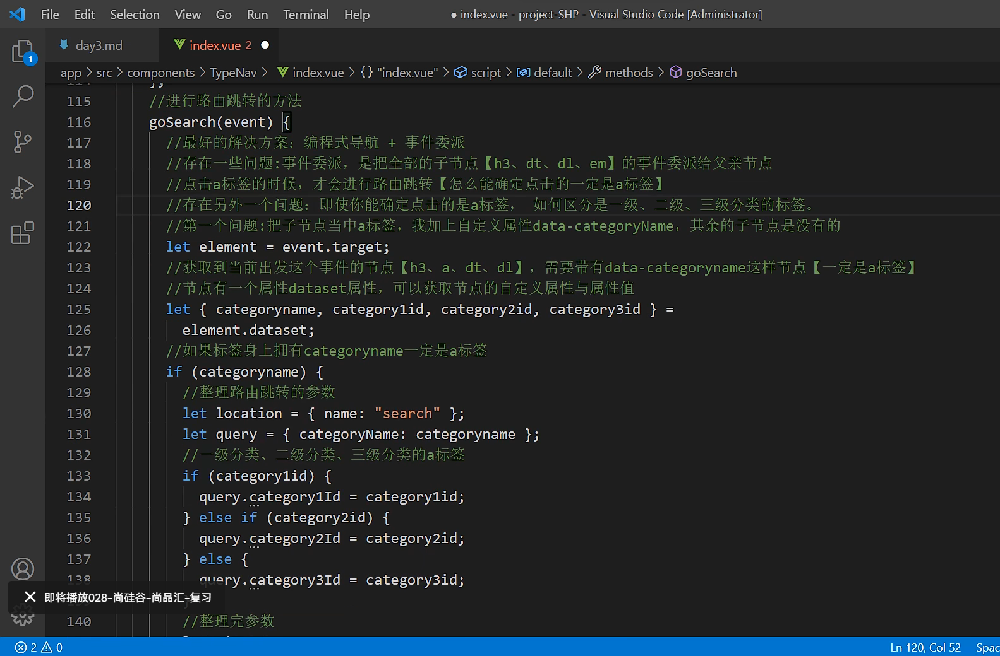 File Edit Selection View Go Run Terminal Help ● index.vue - project-SHP - Visual Studio Code [Administrator]
day3.md index.vue 2
app > src > components > TypeNav > index.vue > {} "index.vue" > script > default > methods > goSearch
1
114 },
115 //进行路由跳转的方法
116 goSearch(event) {
117 //最好的解决方案: 编程式导航 + 事件委派
118 //存在一些问题:事件委派，是把全部的子节点【h3、dt、dl、em】的事件委派给父亲节点
119 //点击a标签的时候，才会进行路由跳转【怎么能确定点击的一定是a标签】
120 //存在另外一个问题: 即使你能确定点击的是a标签， 如何区分是一级、二级、三级分类的标签。
121 //第一个问题:把子节点当中a标签，我加上自定义属性data-categoryName，其余的子节点是没有的
122 let element = event.target;
123 //获取到当前出发这个事件的节点【h3、a、dt、dl】，需要带有data-categoryname这样节点【一定是a标签】
124 //节点有一个属性dataset属性，可以获取节点的自定义属性与属性值
125 let { categoryname, category1id, category2id, category3id } =
126 element.dataset;
127 //如果标签身上拥有categoryname一定是a标签
128 if (categoryname) {
129 //整理路由跳转的参数
130 let location = { name: "search" };
131 let query = { categoryName: categoryname };
132 //一级分类、二级分类、三级分类的a标签
133 if (category1id) {
134 query.category1Id = category1id;
135 } else if (category2id) {
136 query.category2Id = category2id;
137 } else {
138 query.category3Id = category3id;
即将播放028-尚硅谷-尚品汇-复习
140 //整理完参数
2 0 Ln 120, Col 52 Spac